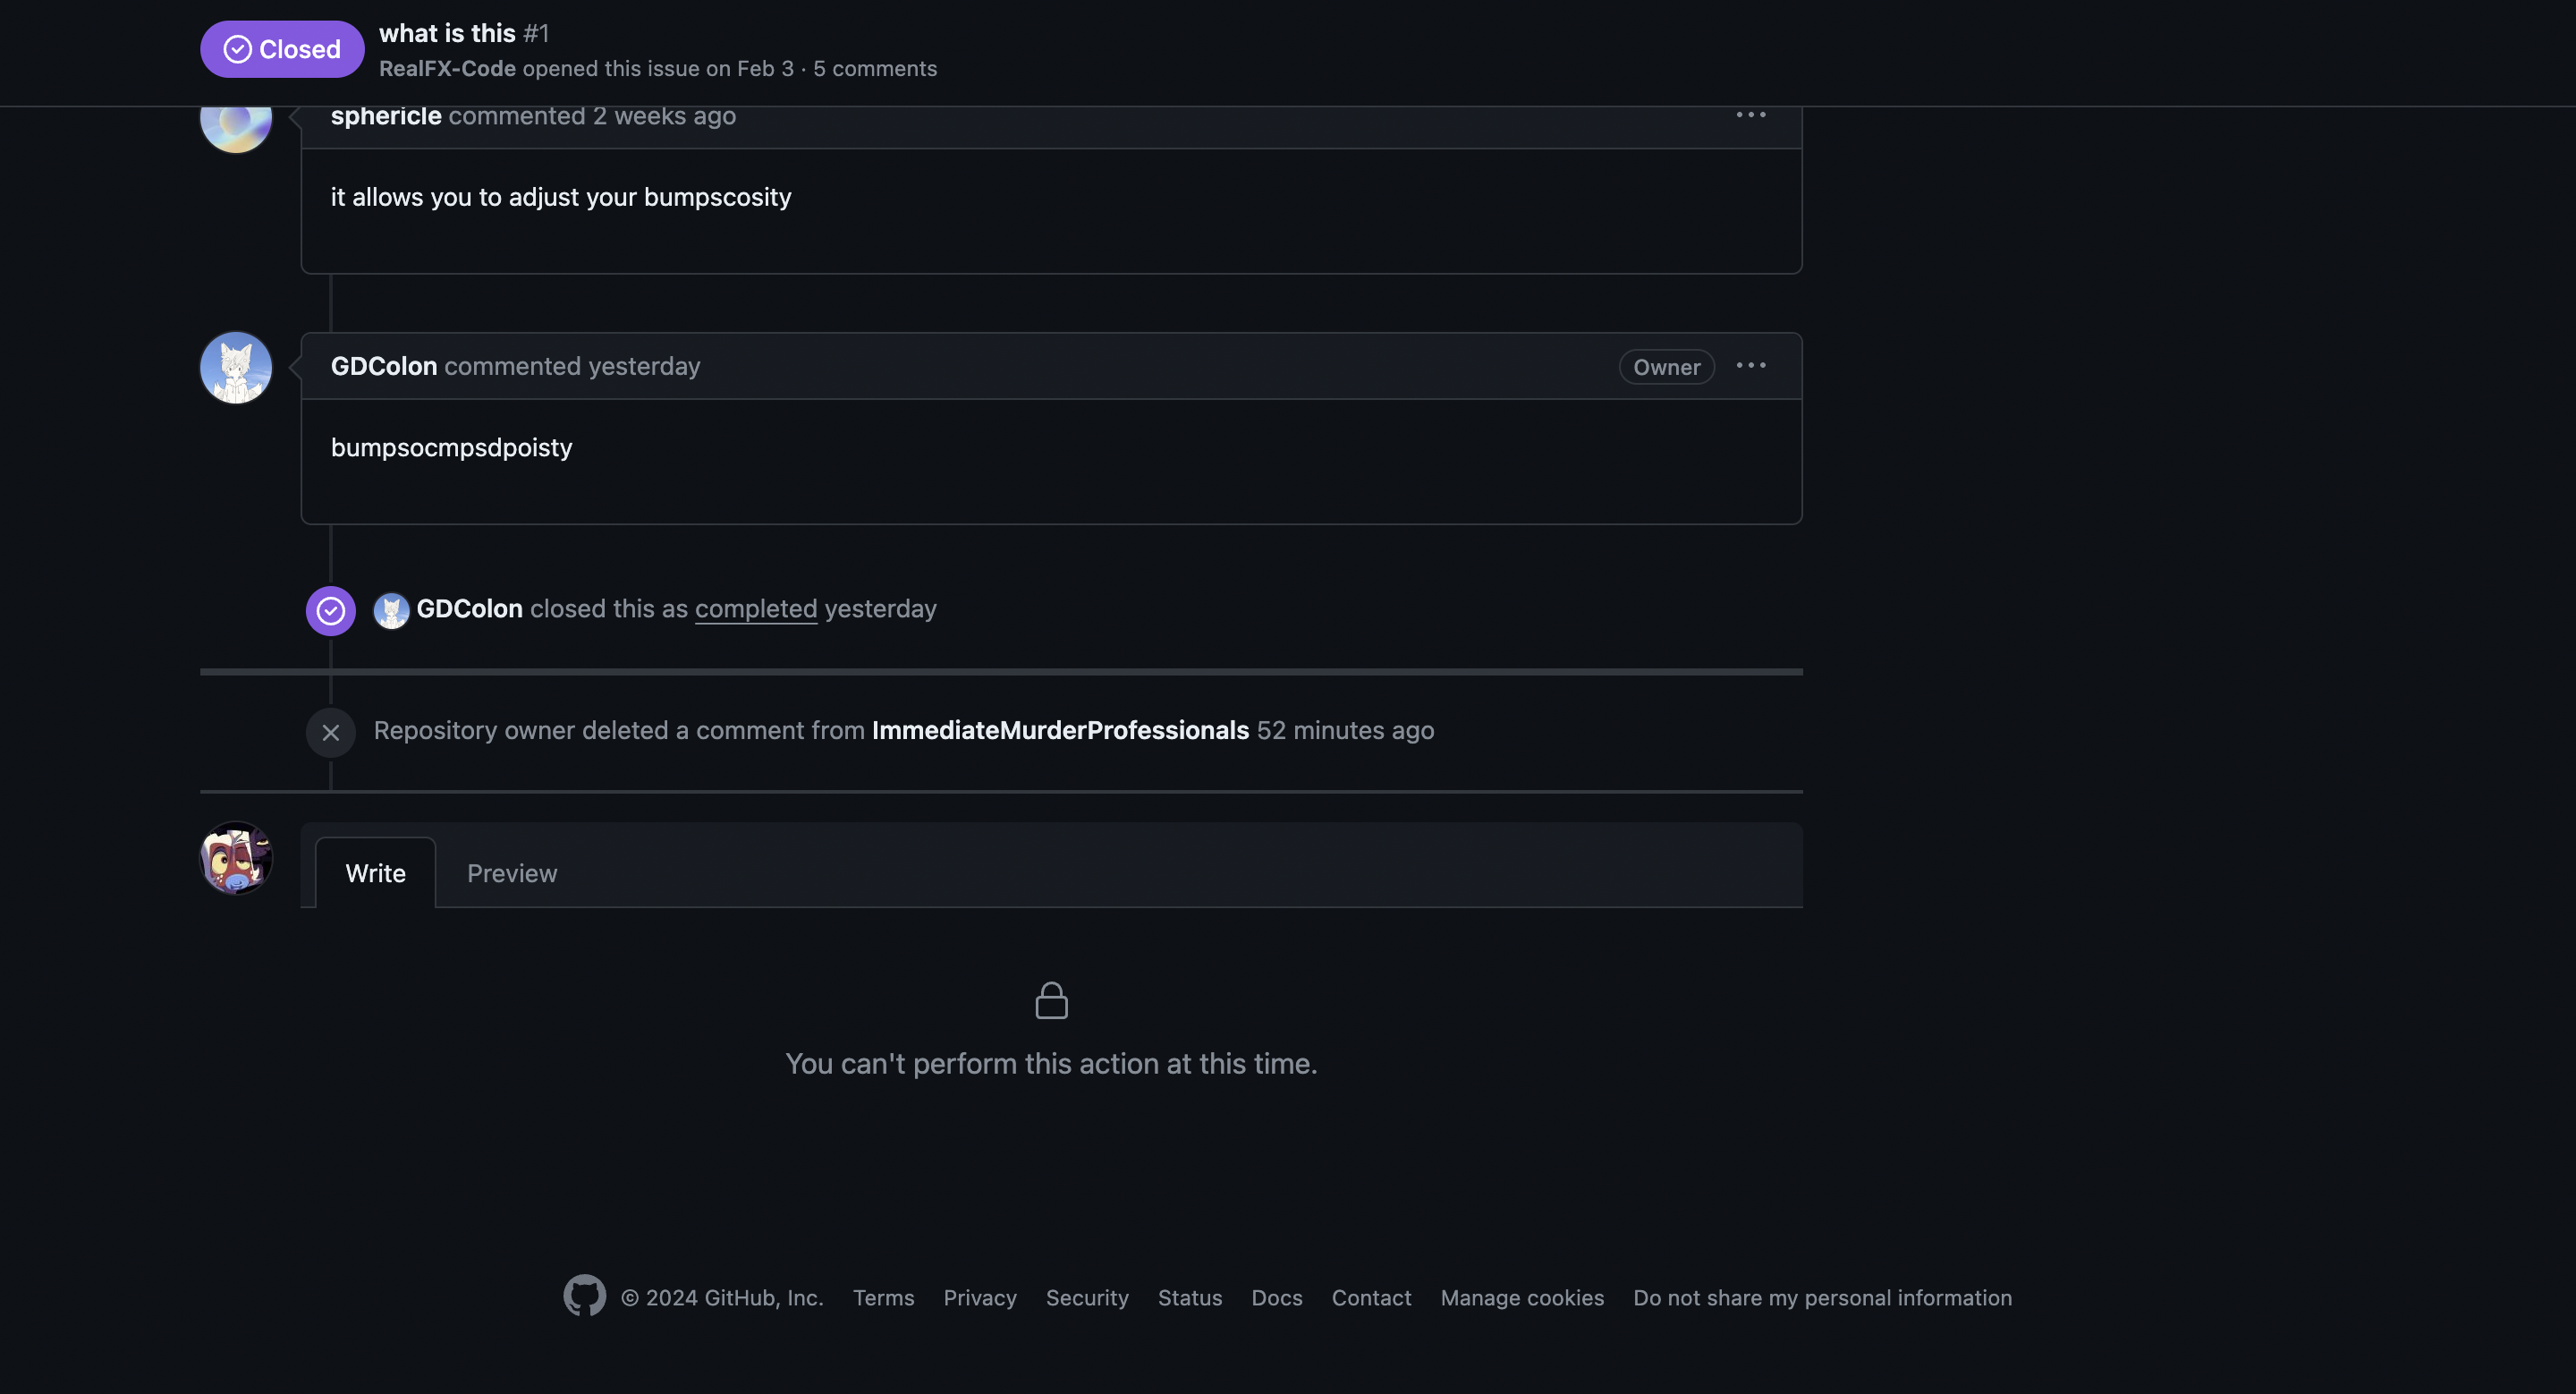 Closed
what is this #1
RealFX-Code opened this issue on Feb 3 · 5 comments
sphericle commented 2 weeks ago
it allows you to adjust your bumpscosity
GDColon commented yesterday
Owner
bumpsocmpsdpoisty
GDColon closed this as completed yesterday
Repository owner deleted a comment from ImmediateMurderProfessionals 52 minutes ago
Write Preview
You can't perform this action at this time.
© 2024 GitHub, Inc. Terms Privacy Security Status Docs Contact Manage cookies Do not share my personal information